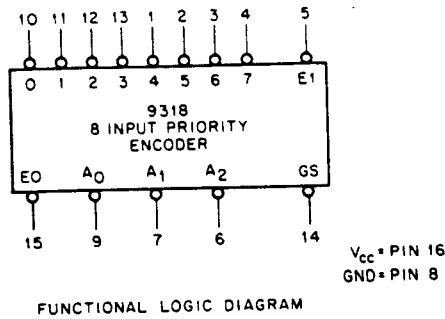 10 11 12 13 1 2 3 4 5
0 1 2 3 4 5 6 7 E1
9318
8 INPUT PRIORITY
ENCODER
EO A0 A1 A2 GS
15 9 7 6 14
VCC= PIN 16
GND= PIN 8
FUNCTIONAL LOGIC DIAGRAM